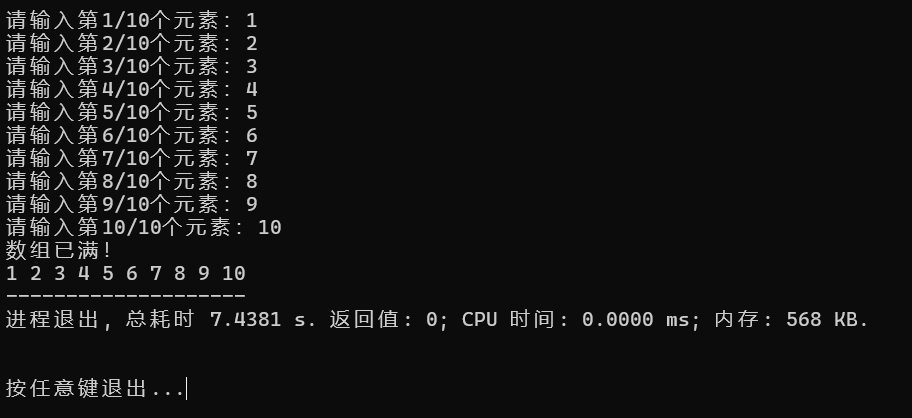 请输入第1/10个元素: 1
请输入第2/10个元素: 2
请输入第3/10个元素: 3
请输入第4/10个元素: 4
请输入第5/10个元素: 5
请输入第6/10个元素: 6
请输入第7/10个元素: 7
请输入第8/10个元素: 8
请输入第9/10个元素: 9
请输入第10/10个元素: 10
数组已满!
1 2 3 4 5 6 7 8 9 10
--------------------
进程退出, 总耗时 7.4381 s. 返回值: 0; CPU 时间: 0.0000 ms; 内存: 568 KB.
按任意键退出...